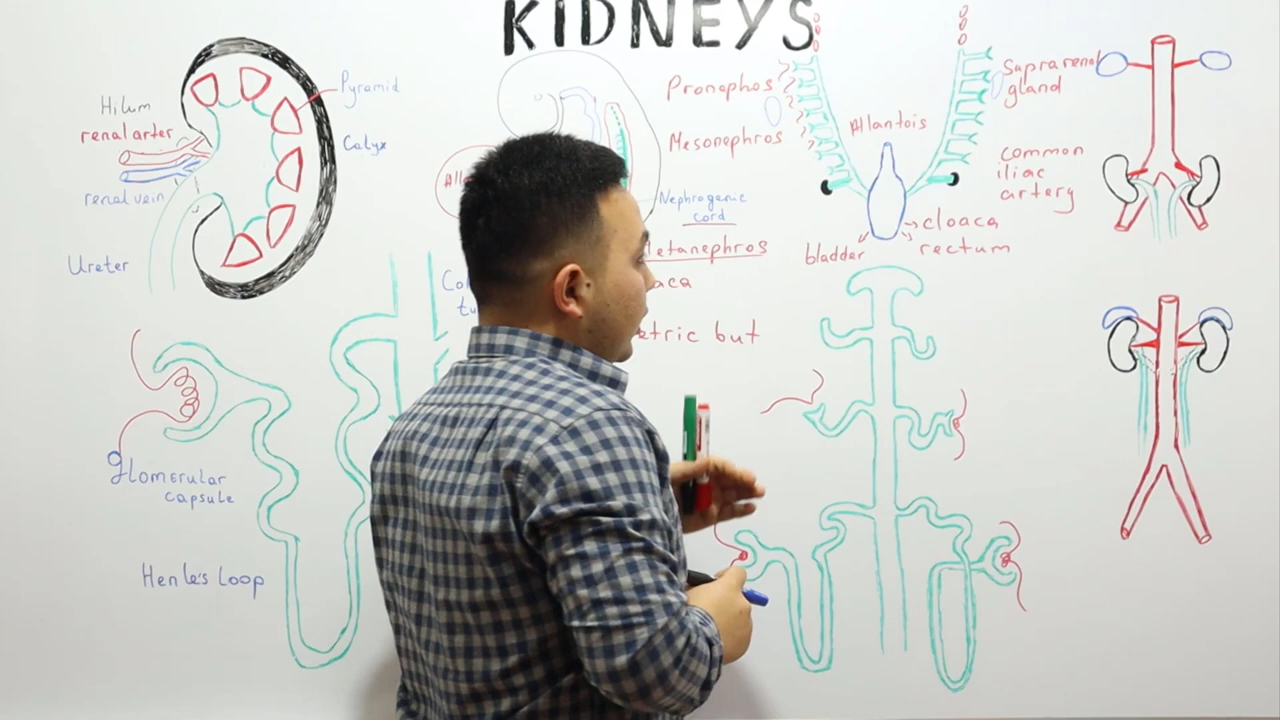 KIDNEYS
Hilum
renal arter
renal vein
Ureter
Pyramid
Calyx
Glomerular
capsule
Henle's Loop
Pronephos
Mesonephros
Nephrogenic
cord
etanephros
aca
etric but
Allantois
bladder
cloaca
rectum
Suprarenal
gland
common
iliac
artery